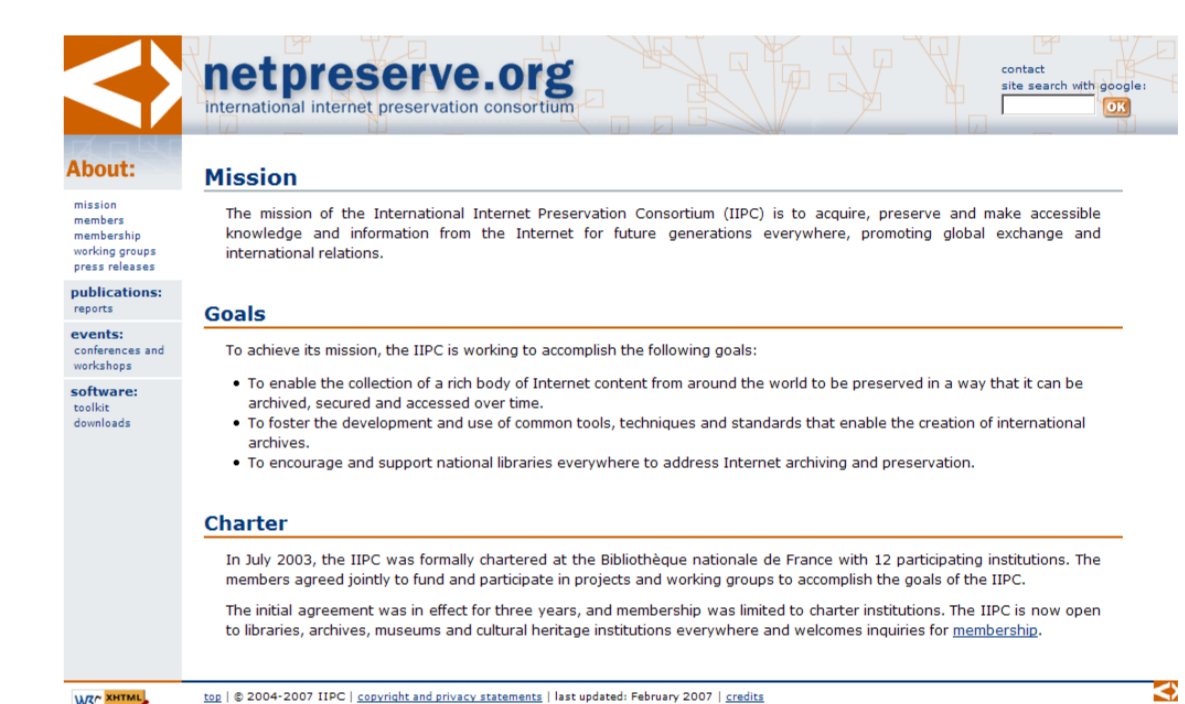 netpreserve.org
international internet preservation consortium
contact
site search with google:
OK
About:
mission
members
membership
working groups
press releases
publications:
reports
events:
conferences and
workshops
software:
toolkit
downloads
Mission
The mission of the International Internet Preservation Consortium (IIPC) is to acquire, preserve and make accessible
knowledge and information from the Internet for future generations everywhere, promoting global exchange and
international relations.
Goals
To achieve its mission, the IIPC is working to accomplish the following goals:
• To enable the collection of a rich body of Internet content from around the world to be preserved in a way that it can be
archived, secured and accessed over time.
• To foster the development and use of common tools, techniques and standards that enable the creation of international
archives.
• To encourage and support national libraries everywhere to address Internet archiving and preservation.
Charter
In July 2003, the IIPC was formally chartered at the Bibliothèque nationale de France with 12 participating institutions. The
members agreed jointly to fund and participate in projects and working groups to accomplish the goals of the IIPC.
The initial agreement was in effect for three years, and membership was limited to charter institutions. The IIPC is now open
to libraries, archives, museums and cultural heritage institutions everywhere and welcomes inquiries for membership.
W3C XHTML
top | © 2004-2007 IIPC | copyright and privacy statements | last updated: February 2007 | credits